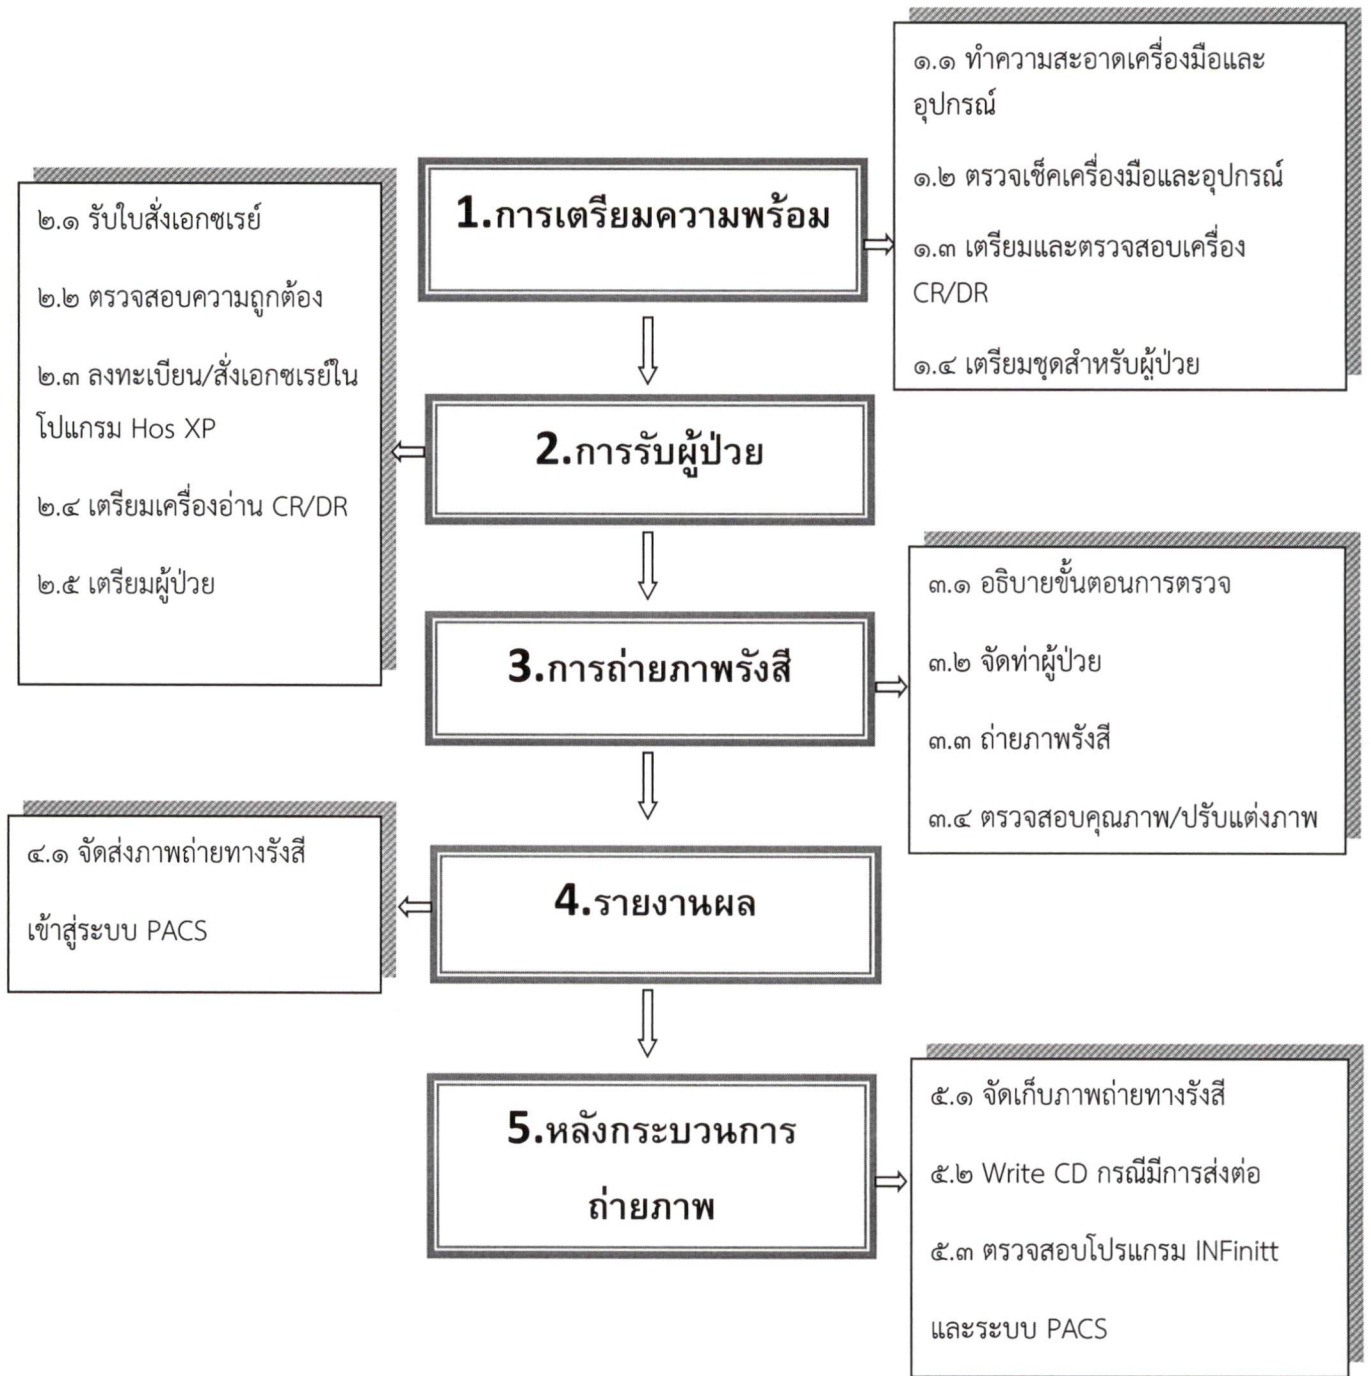 1.การเตรียมความพร้อม
๑.๑ ทำความสะอาดเครื่องมือและ
อุปกรณ์
๑.๒ ตรวจเช็คเครื่องมือและอุปกรณ์
๑.๓ เตรียมและตรวจสอบเครื่อง
CR/DR
๑.๔ เตรียมชุดสำหรับผู้ป่วย
2.การรับผู้ป่วย
๒.๑ รับใบสั่งเอกซเรย์
๒.๒ ตรวจสอบความถูกต้อง
๒.๓ ลงทะเบียน/สั่งเอกซเรย์ใน
โปแกรม Hos XP
๒.๔ เตรียมเครื่องอ่าน CR/DR
๒.๕ เตรียมผู้ป่วย
3.การถ่ายภาพรังสี
๓.๑ อธิบายขั้นตอนการตรวจ
๓.๒ จัดท่าผู้ป่วย
๓.๓ ถ่ายภาพรังสี
๓.๔ ตรวจสอบคุณภาพ/ปรับแต่งภาพ
4.รายงานผล
๔.๑ จัดส่งภาพถ่ายทางรังสี
เข้าสู่ระบบ PACS
5.หลังกระบวนการ
ถ่ายภาพ
๕.๑ จัดเก็บภาพถ่ายทางรังสี
๕.๒ Write CD กรณีมีการส่งต่อ
๕.๓ ตรวจสอบโปรแกรม INFinitt
และระบบ PACS